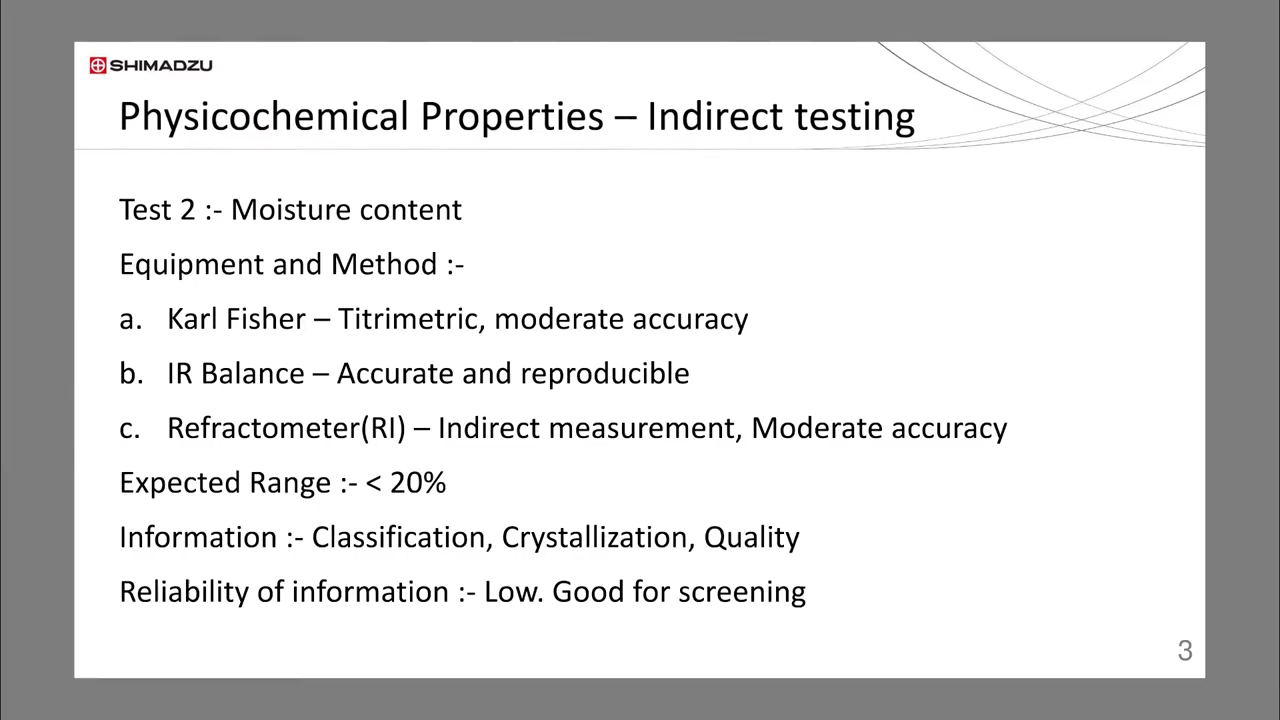 SHIMADZU
Physicochemical Properties – Indirect testing
Test 2 :- Moisture content
Equipment and Method :-
a. Karl Fisher – Titrimetric, moderate accuracy
b. IR Balance – Accurate and reproducible
c. Refractometer(RI) – Indirect measurement, Moderate accuracy
Expected Range :- < 20%
Information :- Classification, Crystallization, Quality
Reliability of information :- Low. Good for screening
3